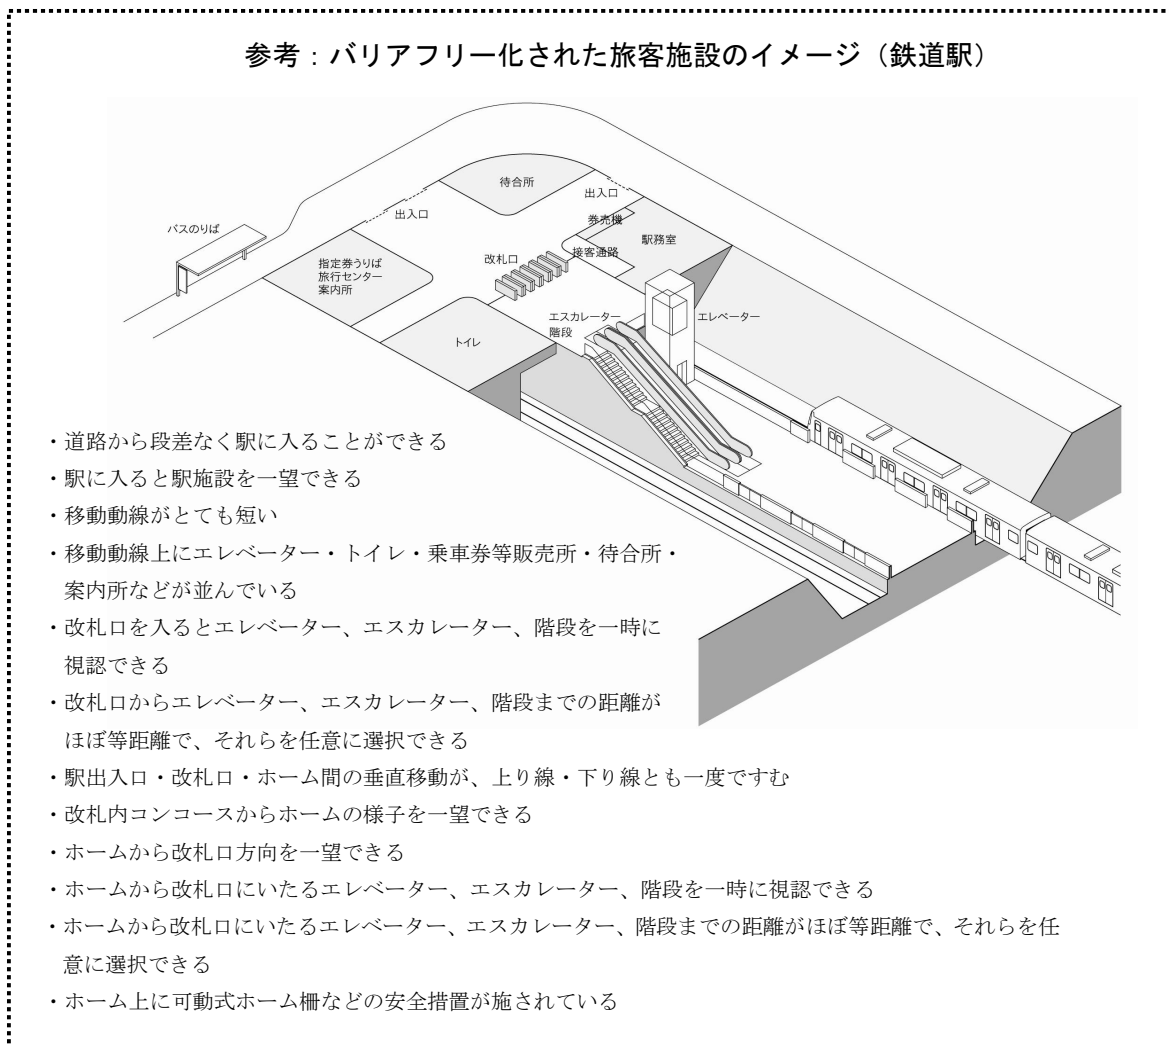 参考：バリアフリー化された旅客施設のイメージ（鉄道駅）
待合所
出入口
出入口
券売機
バスのりば
駅務室
接客通路
改札口
指定券うりば
旅行センター
案内所
エスカレーター
階段
エレベーター
トイレ
・道路から段差なく駅に入ることができる
・駅に入ると駅施設を一望できる
・移動動線がとても短い
・移動動線上にエレベーター・トイレ・乗車券等販売所・待合所・
案内所などが並んでいる
・改札口を入るとエレベーター、エスカレーター、階段を一時に
視認できる
・改札口からエレベーター、エスカレーター、階段までの距離が
ほぼ等距離で、それらを任意に選択できる
・駅出入口・改札口・ホーム間の垂直移動が、上り線・下り線とも一度ですむ
・改札内コンコースからホームの様子を一望できる
・ホームから改札口方向を一望できる
・ホームから改札口にいたるエレベーター、エスカレーター、階段を一時に視認できる
・ホームから改札口にいたるエレベーター、エスカレーター、階段までの距離がほぼ等距離で、それらを任
意に選択できる
・ホーム上に可動式ホーム柵などの安全措置が施されている